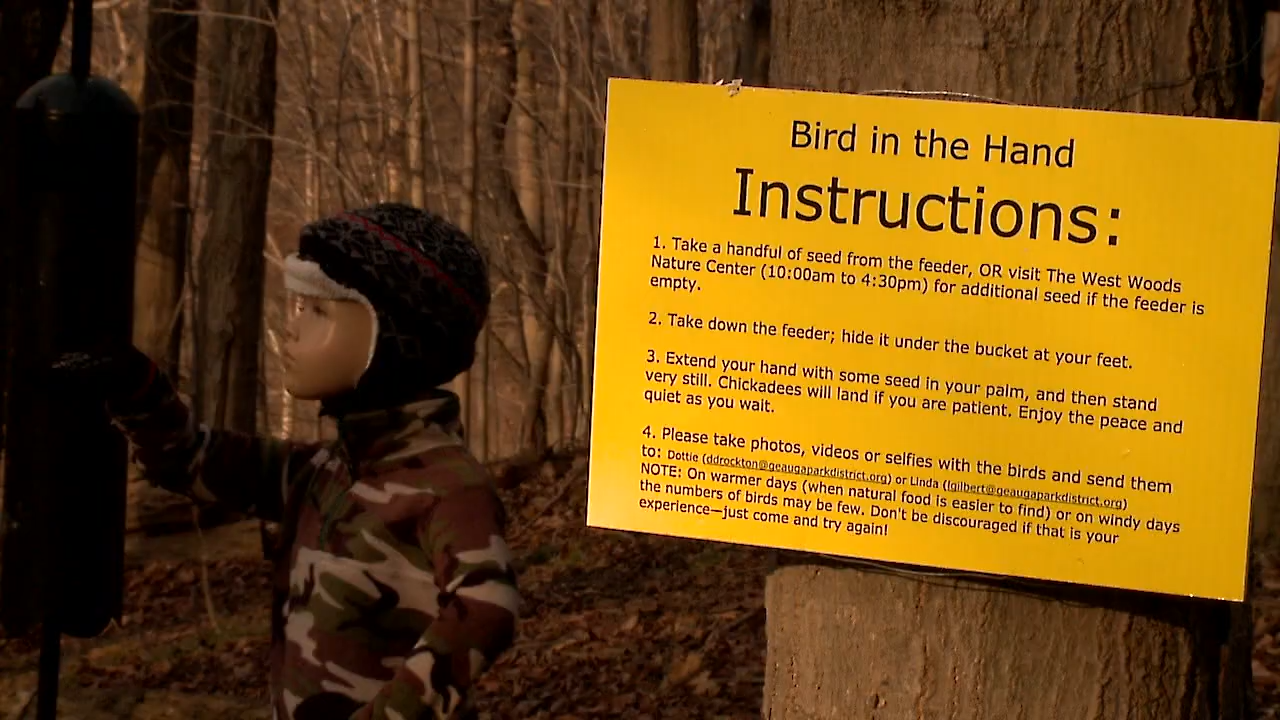 Bird in the Hand
Instructions:
1. Take a handful of seed from the feeder, OR visit The West Woods
Nature Center (10:00am to 4:30pm) for additional seed if the feeder is
empty.
2. Take down the feeder; hide it under the bucket at your feet.
3. Extend your hand with some seed in your palm, and then stand
very still. Chickadees will land if you are patient. Enjoy the peace and
quiet as you wait.
4. Please take photos, videos or selfies with the birds and send them
to: Dottie (ddrockton@geaugaparkdistrict.org) or Linda (lgilbert@geaugaparkdistrict.org)
NOTE: On warmer days (when natural food is easier to find) or on windy days
the numbers of birds may be few. Don't be discouraged if that is your
experience—just come and try again!